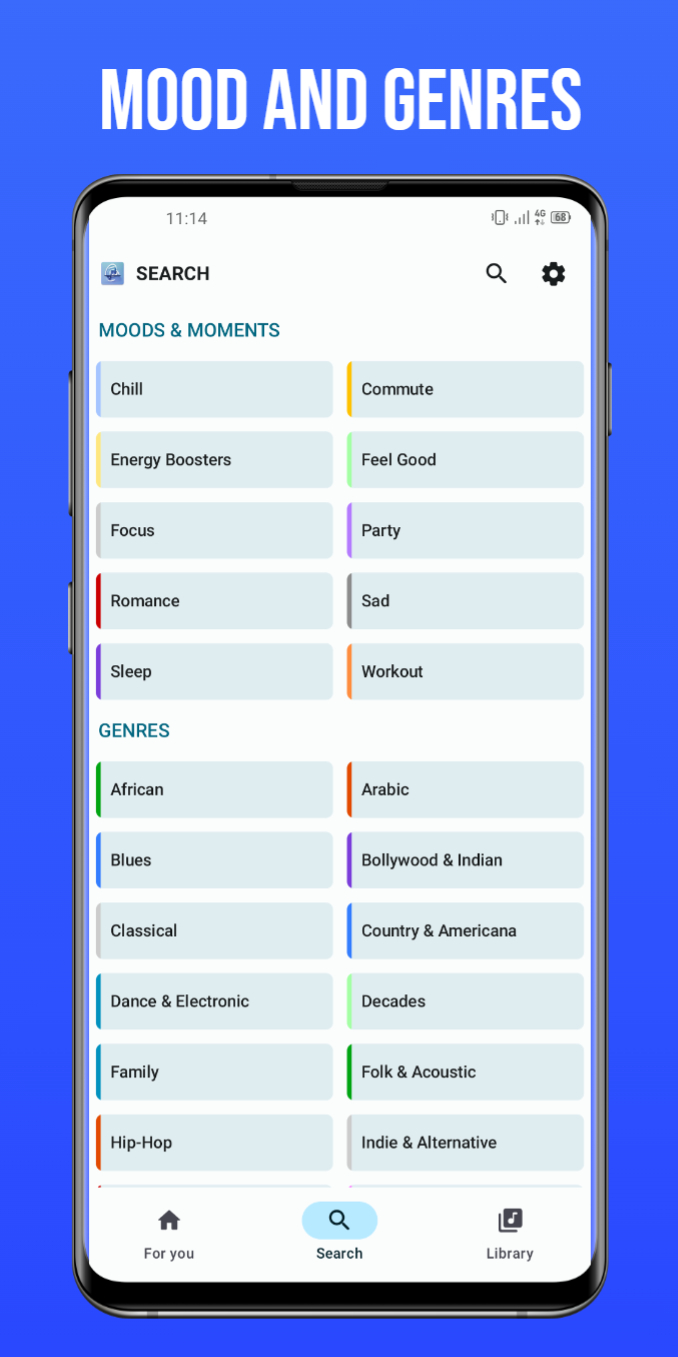 MOOD AND GENRES
11:14
4G
68
SEARCH
MOODS & MOMENTS
Chill
Commute
Energy Boosters
Feel Good
Focus
Party
Romance
Sad
Sleep
Workout
GENRES
African
Arabic
Blues
Bollywood & Indian
Classical
Country & Americana
Dance & Electronic
Decades
Family
Folk & Acoustic
Hip-Hop
Indie & Alternative
For you
Search
Library